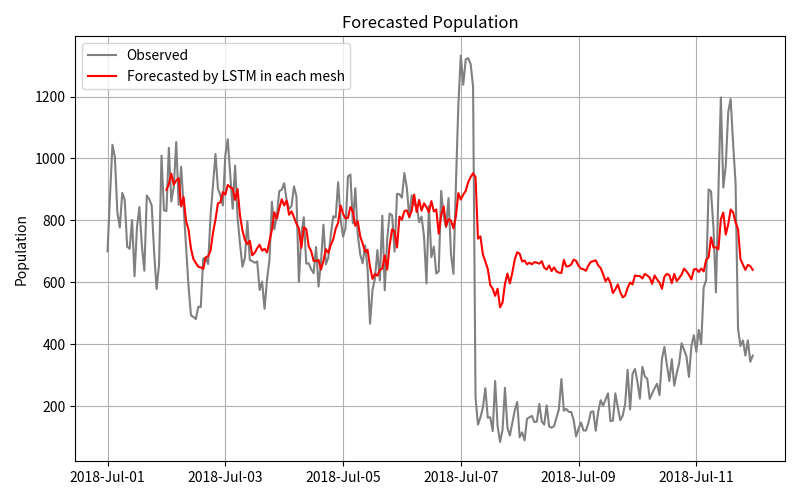 Forecasted Population
Observed
Forecasted by LSTM in each mesh
Population
1200
1000
800
600
400
200
2018-Jul-01 2018-Jul-03 2018-Jul-05 2018-Jul-07 2018-Jul-09 2018-Jul-11